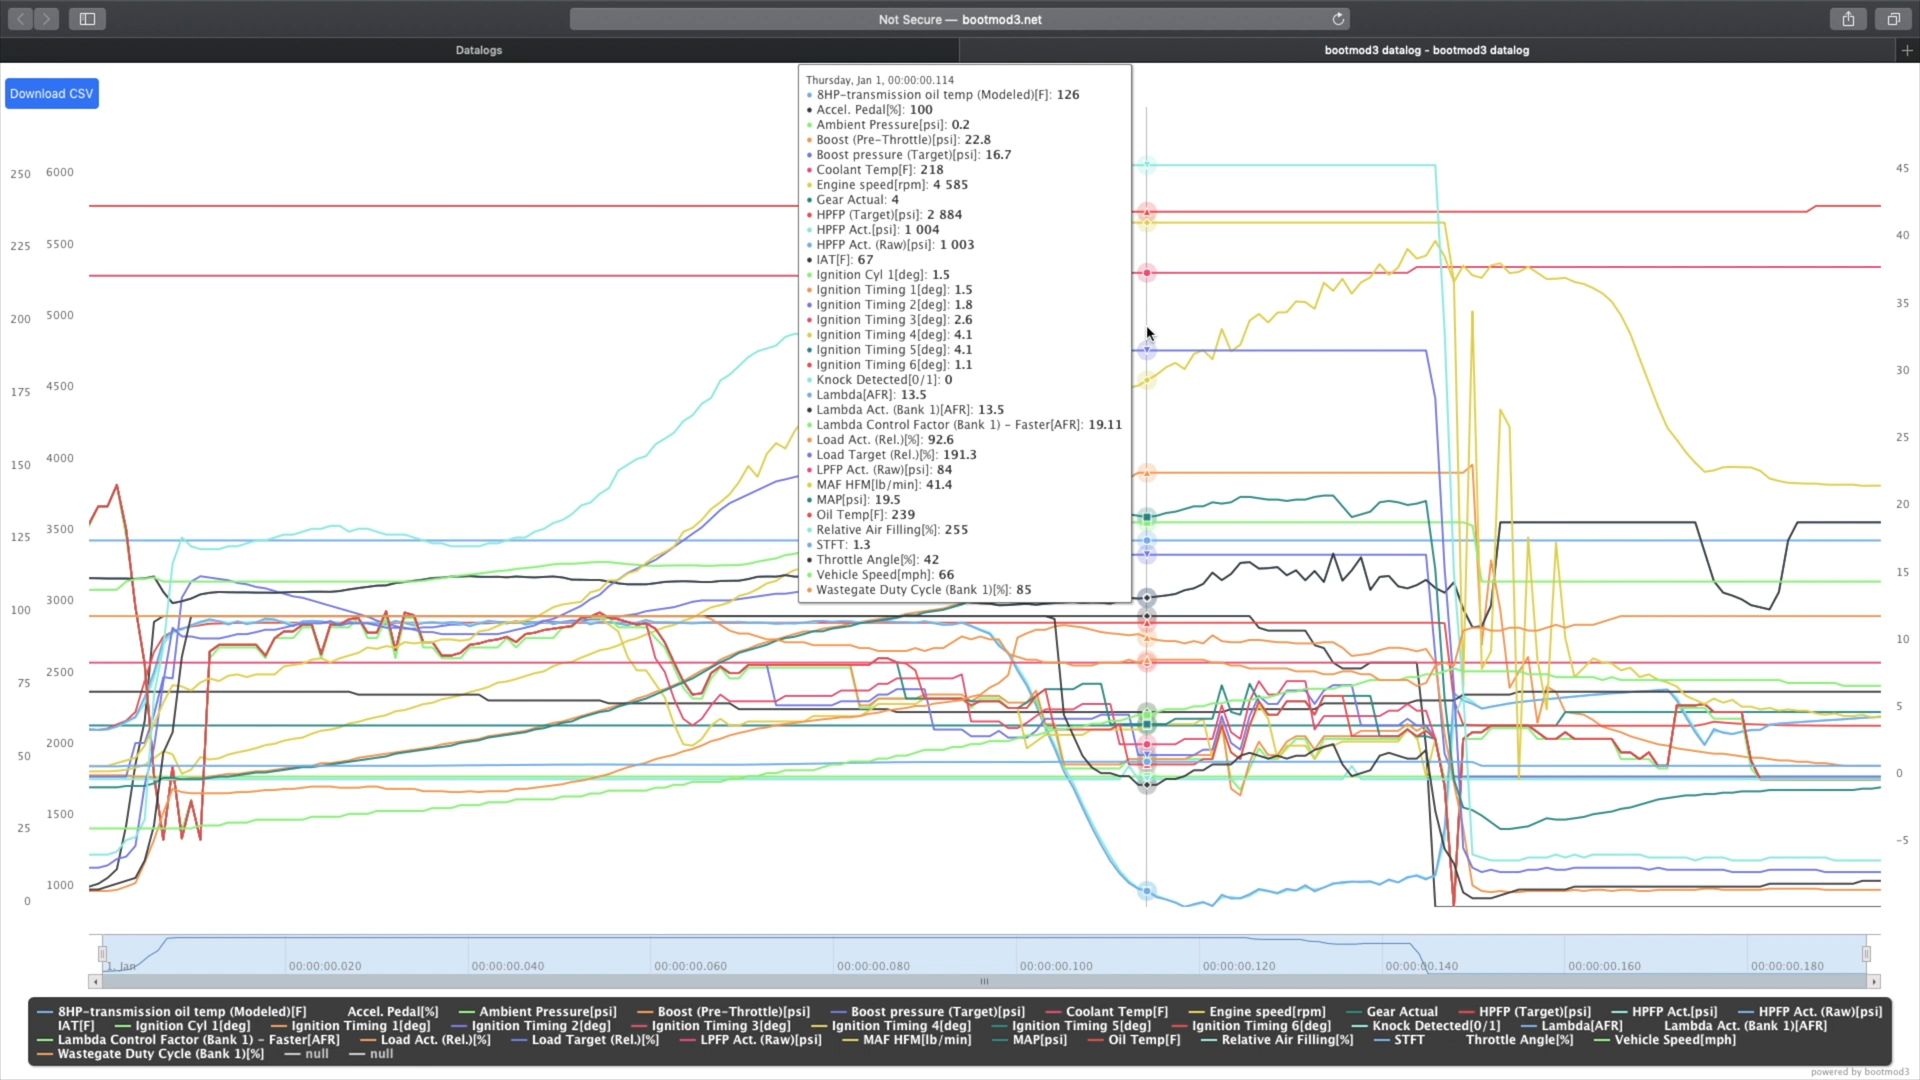 Not Secure — bootmod3.net
Datalogs
bootmod3 datalog - bootmod3 datalog
Download CSV
Thursday, Jan 1, 00:00:00.114
8HP-transmission oil temp (Modeled)[F]: 126
Accel. Pedal[%]: 100
Ambient Pressure[psi]: 0.2
Boost (Pre-Throttle)[psi]: 22.8
Boost pressure (Target)[psi]: 16.7
Coolant Temp[F]: 218
Engine speed[rpm]: 4 585
Gear Actual: 4
HPFP (Target)[psi]: 2 884
HPFP Act.[psi]: 1 004
HPFP Act. (Raw)[psi]: 1 003
IAT[F]: 67
Ignition Cyl 1[deg]: 1.5
Ignition Timing 1[deg]: 1.5
Ignition Timing 2[deg]: 1.8
Ignition Timing 3[deg]: 2.6
Ignition Timing 4[deg]: 4.1
Ignition Timing 5[deg]: 4.1
Ignition Timing 6[deg]: 1.1
Knock Detected[0/1]: 0
Lambda[AFR]: 13.5
Lambda Act. (Bank 1)[AFR]: 13.5
Lambda Control Factor (Bank 1) - Faster[AFR]: 19.11
Load Act. (Rel.)[%]: 92.6
Load Target (Rel.)[%]: 191.3
LPFP Act. (Raw)[psi]: 84
MAF HFM[lb/min]: 41.4
MAP[psi]: 19.5
Oil Temp[F]: 239
Relative Air Filling[%]: 255
STFT: 1.3
Throttle Angle[%]: 42
Vehicle Speed[mph]: 66
Wastegate Duty Cycle (Bank 1)[%]: 85
250
225
200
175
150
125
100
75
50
25
0
6000
5500
5000
4500
4000
3500
3000
2500
2000
1500
1000
45
40
35
30
25
20
15
10
5
0
-5
1. Jan 00:00:00.020 00:00:00.040 00:00:00.060 00:00:00.080 00:00:00.100 00:00:00.120 00:00:00.140 00:00:00.160 00:00:00.180
8HP-transmission oil temp (Modeled)[F] Accel. Pedal[%] Ambient Pressure[psi] Boost (Pre-Throttle)[psi] Boost pressure (Target)[psi] Coolant Temp[F] Engine speed[rpm] Gear Actual HPFP (Target)[psi] HPFP Act.[psi] HPFP Act. (Raw)[psi]
IAT[F] Ignition Cyl 1[deg] Ignition Timing 1[deg] Ignition Timing 2[deg] Ignition Timing 3[deg] Ignition Timing 4[deg] Ignition Timing 5[deg] Ignition Timing 6[deg] Knock Detected[0/1] Lambda[AFR] Lambda Act. (Bank 1)[AFR]
Lambda Control Factor (Bank 1) - Faster[AFR] Load Act. (Rel.)[%] Load Target (Rel.)[%] LPFP Act. (Raw)[psi] MAF HFM[lb/min] MAP[psi] Oil Temp[F] Relative Air Filling[%] STFT Throttle Angle[%] Vehicle Speed[mph]
Wastegate Duty Cycle (Bank 1)[%] null null
powered by bootmod3